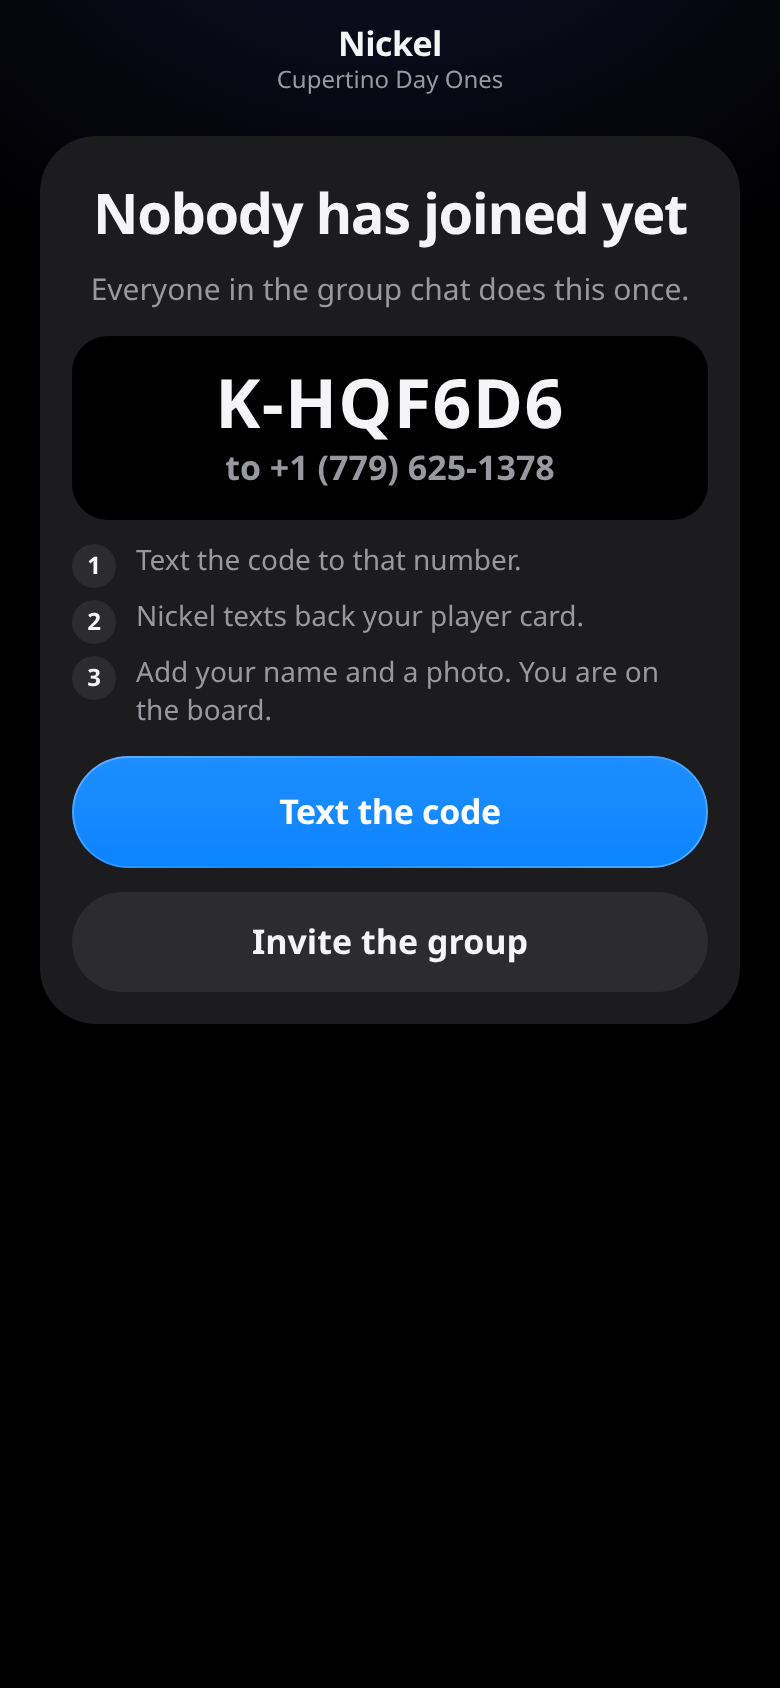 Nickel
Cupertino Day Ones
Nobody has joined yet
Everyone in the group chat does this once.
K-HQF6D6
to +1 (779) 625-1378
1 Text the code to that number.
2 Nickel texts back your player card.
3 Add your name and a photo. You are on
the board.
Text the code
Invite the group